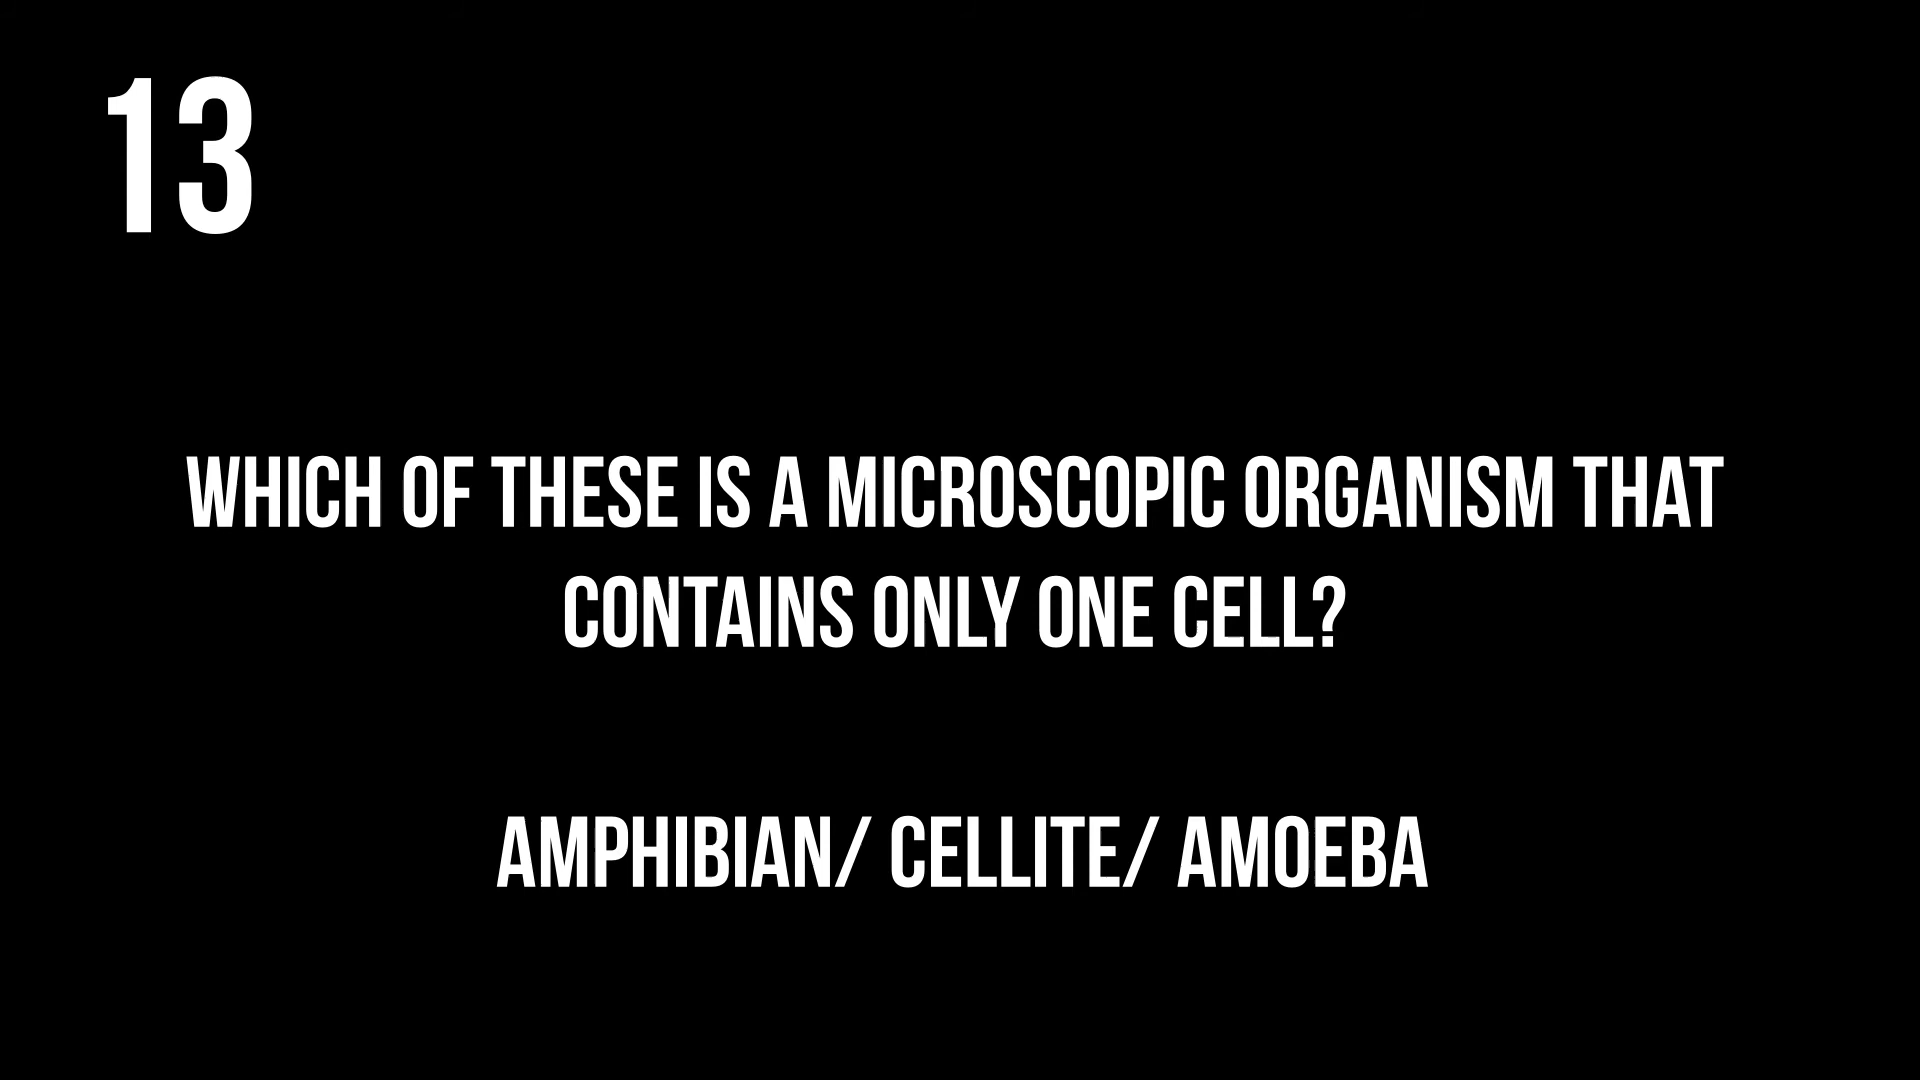 13
WHICH OF THESE IS A MICROSCOPIC ORGANISM THAT
CONTAINS ONLY ONE CELL?
AMPHIBIAN/ CELLITE/ AMOEBA